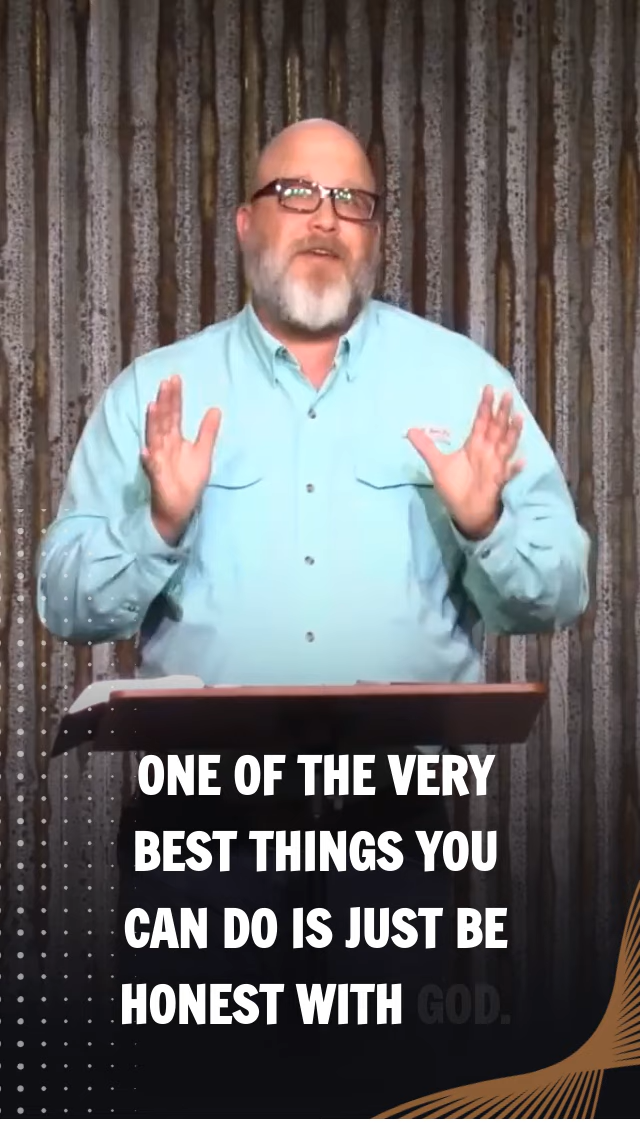 ONE OF THE VERY
BEST THINGS YOU
CAN DO IS JUST BE
HONEST WITH GOD.